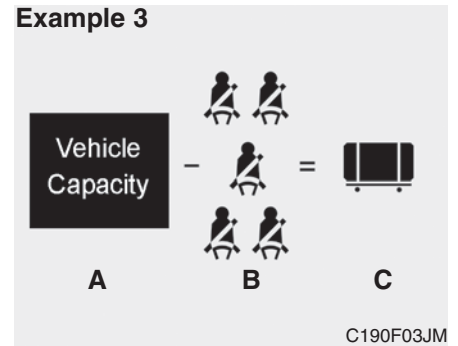 Example 3
Vehicle
Capacity
- =
A B C
C190F03JM